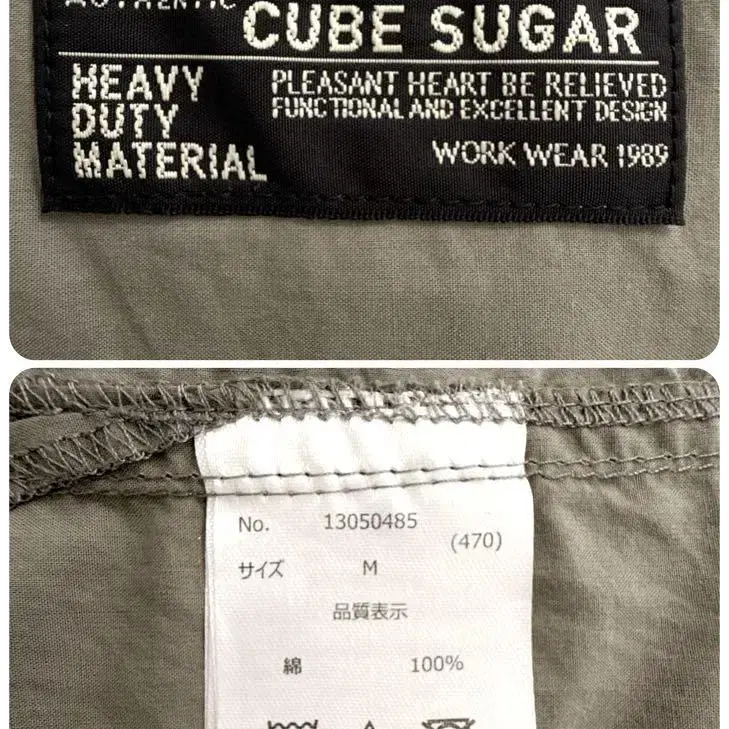 AUTHENTIC
CUBE SUGAR
HEAVY
DUTY
MATERIAL
PLEASANT HEART BE RELIEVED
FUNCTIONAL AND EXCELLENT DESIGN
WORK WEAR 1989
No. 13050485
(470)
サイズ M
品質表示
綿 100%